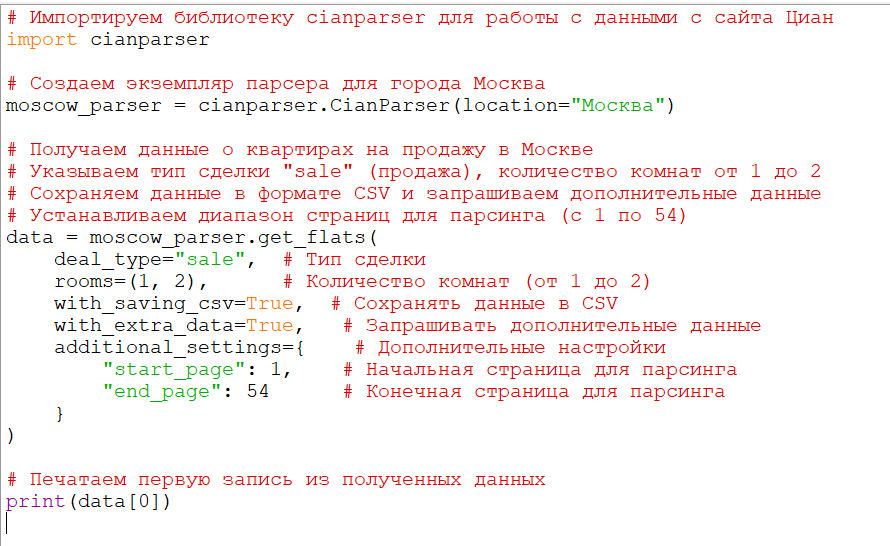 # Импортируем библиотеку cianparser для работы с данными с сайта Циан
import cianparser

# Создаем экземпляр парсера для города Москва
moscow_parser = cianparser.CianParser(location="Москва")

# Получаем данные о квартирах на продажу в Москве
# Указываем тип сделки "sale" (продажа), количество комнат от 1 до 2
# Сохраняем данные в формате CSV и запрашиваем дополнительные данные
# Устанавливаем диапазон страниц для парсинга (с 1 по 54)
data = moscow_parser.get_flats(
    deal_type="sale",  # Тип сделки
    rooms=(1, 2),      # Количество комнат (от 1 до 2)
    with_saving_csv=True,  # Сохранять данные в CSV
    with_extra_data=True,   # Запрашивать дополнительные данные
    additional_settings={    # Дополнительные настройки
        "start_page": 1,    # Начальная страница для парсинга
        "end_page": 54      # Конечная страница для парсинга
    }
)

# Печатаем первую запись из полученных данных
print(data[0])